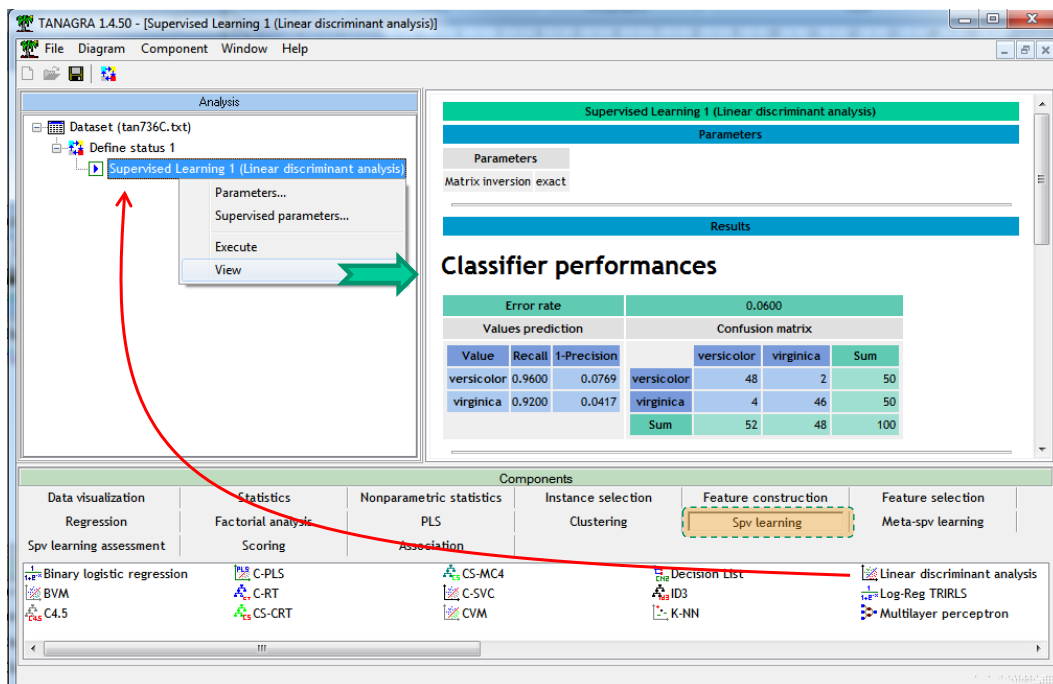 TANAGRA 1.4.50 - [Supervised Learning 1 (Linear discriminant analysis)]
File Diagram Component Window Help
Analysis
Dataset (tan736C.txt)
Define status 1
Supervised Learning 1 (Linear discriminant analysis)
Parameters...
Supervised parameters...
Execute
View
Supervised Learning 1 (Linear discriminant analysis)
Parameters
Parameters
Matrix inversion exact
Results
Classifier performances
Error rate 0.0600
Values prediction Confusion matrix
Value Recall 1-Precision versicolor virginica Sum
versicolor 0.9600 0.0769 versicolor 48 2 50
virginica 0.9200 0.0417 virginica 4 46 50
Sum 52 48 100
Components
Data visualization Statistics Nonparametric statistics Instance selection Feature construction Feature selection
Regression Factorial analysis PLS Clustering Spv learning Meta-spv learning
Spv learning assessment Scoring Association
Binary logistic regression C-PLS CS-MC4 Decision List Linear discriminant analysis
BVM C-RT C-SVC ID3 Log-Reg TRIRLS
C4.5 CS-CRT CVM K-NN Multilayer perceptron